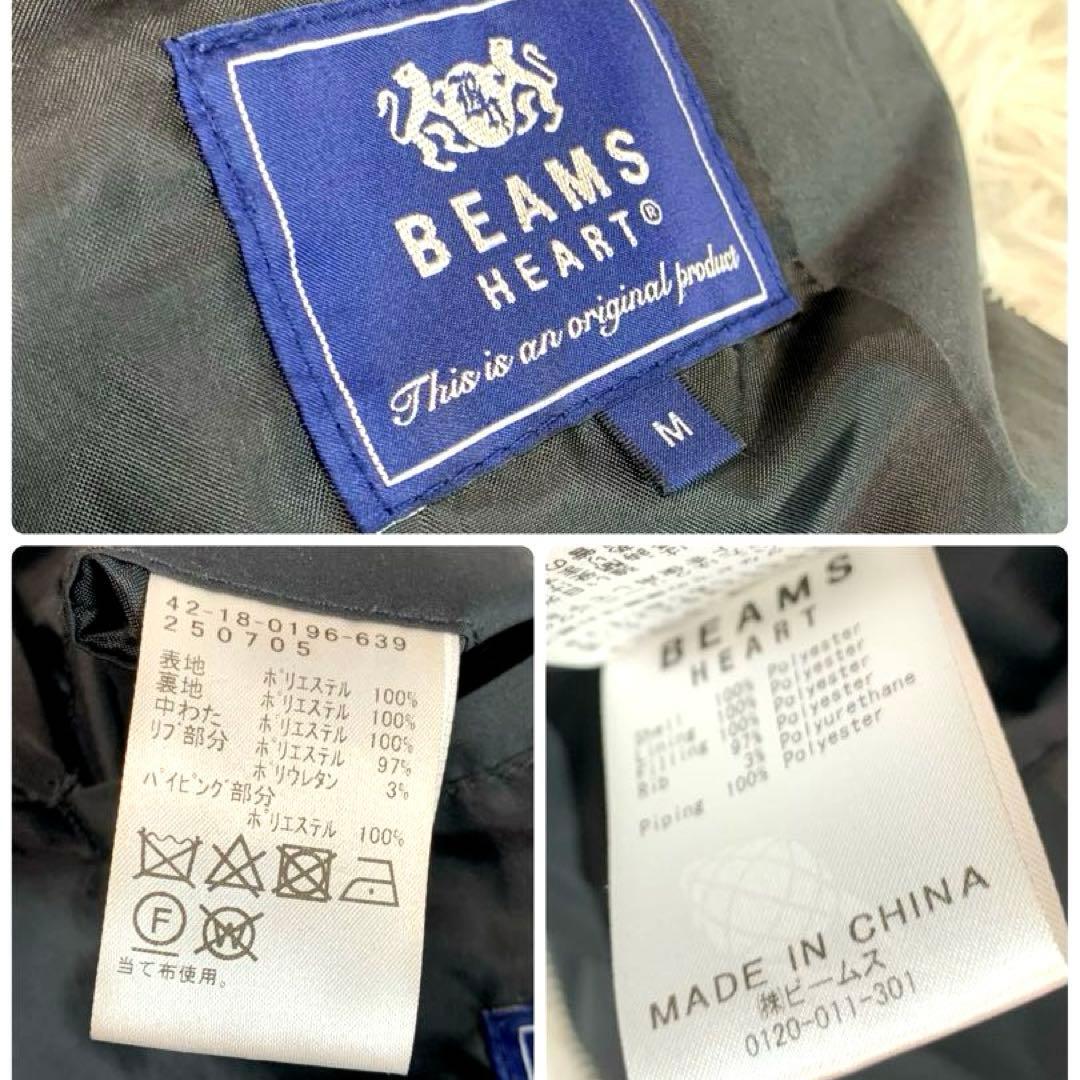 BEAMS
HEART®
This is an original product
M
42-18-0196-639
250705
表地 ポリエステル 100%
裏地 ポリエステル 100%
中わた ポリエステル 100%
リブ部分 ポリエステル 97%
ポリウレタン 3%
パイピング部分
ポリエステル 100%
F
W
当て布使用。
BEAMS
HEART
Shell 100% Polyester
Lining 100% Polyester
Filling 100% Polyester
Rib 97% Polyester
3% Polyurethane
Piping 100% Polyester
MADE IN CHINA
㈱ビームス
0120-011-301